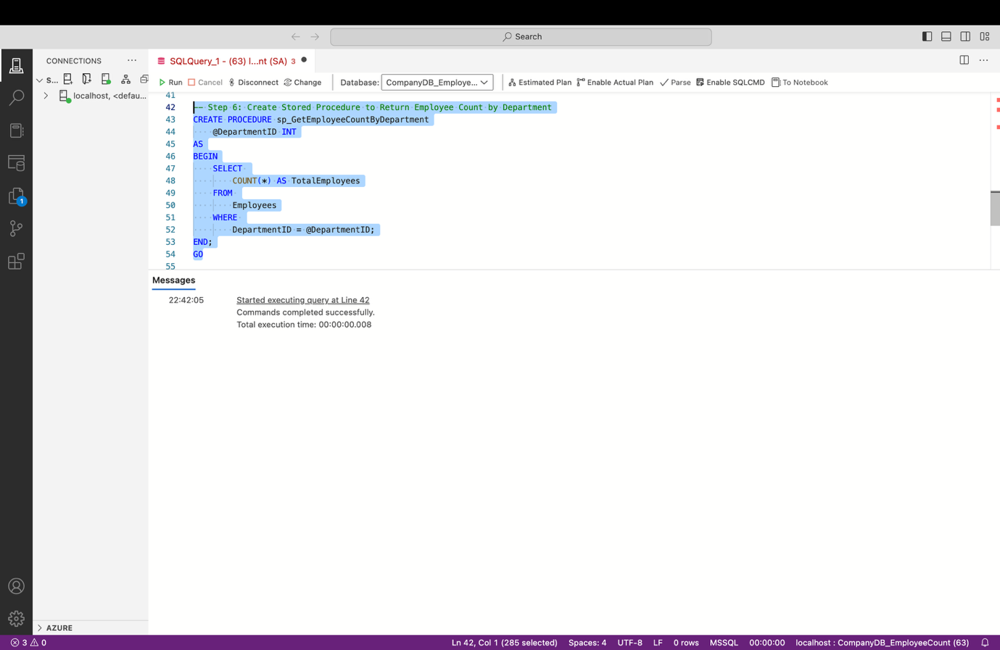 Search
CONNECTIONS
SQLQuery_1 - (63) l...nt (SA) 3
S...
Run
Cancel
Disconnect
Change
Database:
CompanyDB_Employe...
Estimated Plan
Enable Actual Plan
Parse
Enable SQLCMD
To Notebook
localhost, <defau...
41
42 -- Step 6: Create Stored Procedure to Return Employee Count by Department
43 CREATE PROCEDURE sp_GetEmployeeCountByDepartment
44 @DepartmentID INT
45 AS
46 BEGIN
47 SELECT
48 COUNT(*) AS TotalEmployees
49 FROM
50 Employees
51 WHERE
52 DepartmentID = @DepartmentID;
53 END;
54 GO
55
1
Messages
22:42:05 Started executing query at Line 42
Commands completed successfully.
Total execution time: 00:00:00.008
AZURE
3 0
Ln 42, Col 1 (285 selected)
Spaces: 4
UTF-8
LF
0 rows
MSSQL
00:00:00
localhost : CompanyDB_EmployeeCount (63)